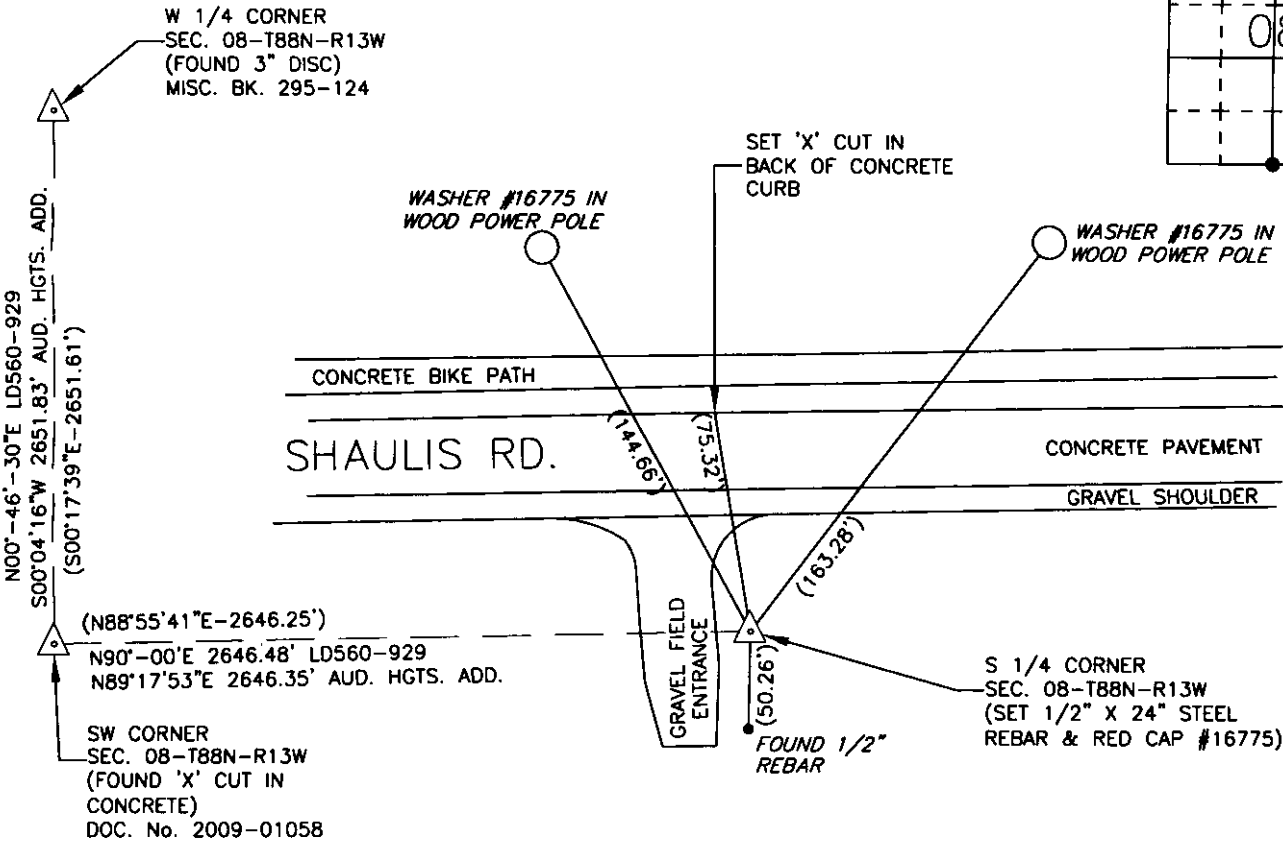 W 1/4 CORNER
SEC. 08-T88N-R13W
(FOUND 3" DISC)
MISC. BK. 295-124
08
SET 'X' CUT IN
BACK OF CONCRETE
CURB
WASHER #16775 IN
WOOD POWER POLE
WASHER #16775 IN
WOOD POWER POLE
N00°-46'-30"E LD560-929
S00°04'16"W 2651.83' AUD. HGTS. ADD.
(S00°17'39"E-2651.61')
CONCRETE BIKE PATH
(144.66')
(75.32')
SHAULIS RD.
CONCRETE PAVEMENT
GRAVEL SHOULDER
(163.28')
(N88°55'41"E-2646.25')
N90°-00'E 2646.48' LD560-929
N89°17'53"E 2646.35' AUD. HGTS. ADD.
GRAVEL FIELD
ENTRANCE
(50.26')
S 1/4 CORNER
SEC. 08-T88N-R13W
(SET 1/2" X 24" STEEL
REBAR & RED CAP #16775)
FOUND 1/2"
REBAR
SW CORNER
SEC. 08-T88N-R13W
(FOUND 'X' CUT IN
CONCRETE)
DOC. No. 2009-01058